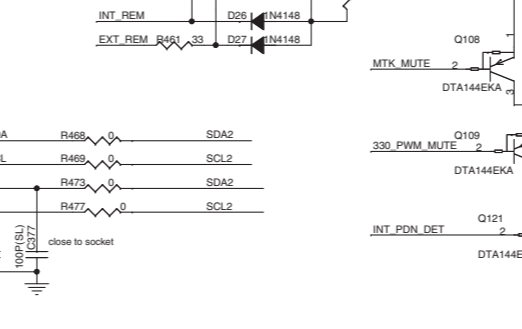 INT_REM D26 1N4148
EXT_REM R461 33 D27 1N4148
Q108
1
MTK_MUTE 2
DTA144EKA
3
R468 0 SDA2
Q109
330_PWM_MUTE 2
R469 0 SCL2
DTA144EKA
R473 0 SDA2
R477 0 SCL2
Q121
INT_PDN_DET 2
100P(SL)
C377
close to socket
DTA144E